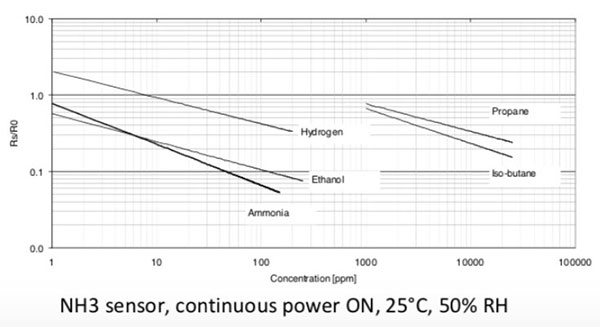 10.0
1.0
0.1
0.0
Rs/R0
Hydrogen
Ethanol
Ammonia
Propane
Iso-butane
1 10 100 1000 10000 100000
Concentration [ppm]
NH3 sensor, continuous power ON, 25°C, 50% RH